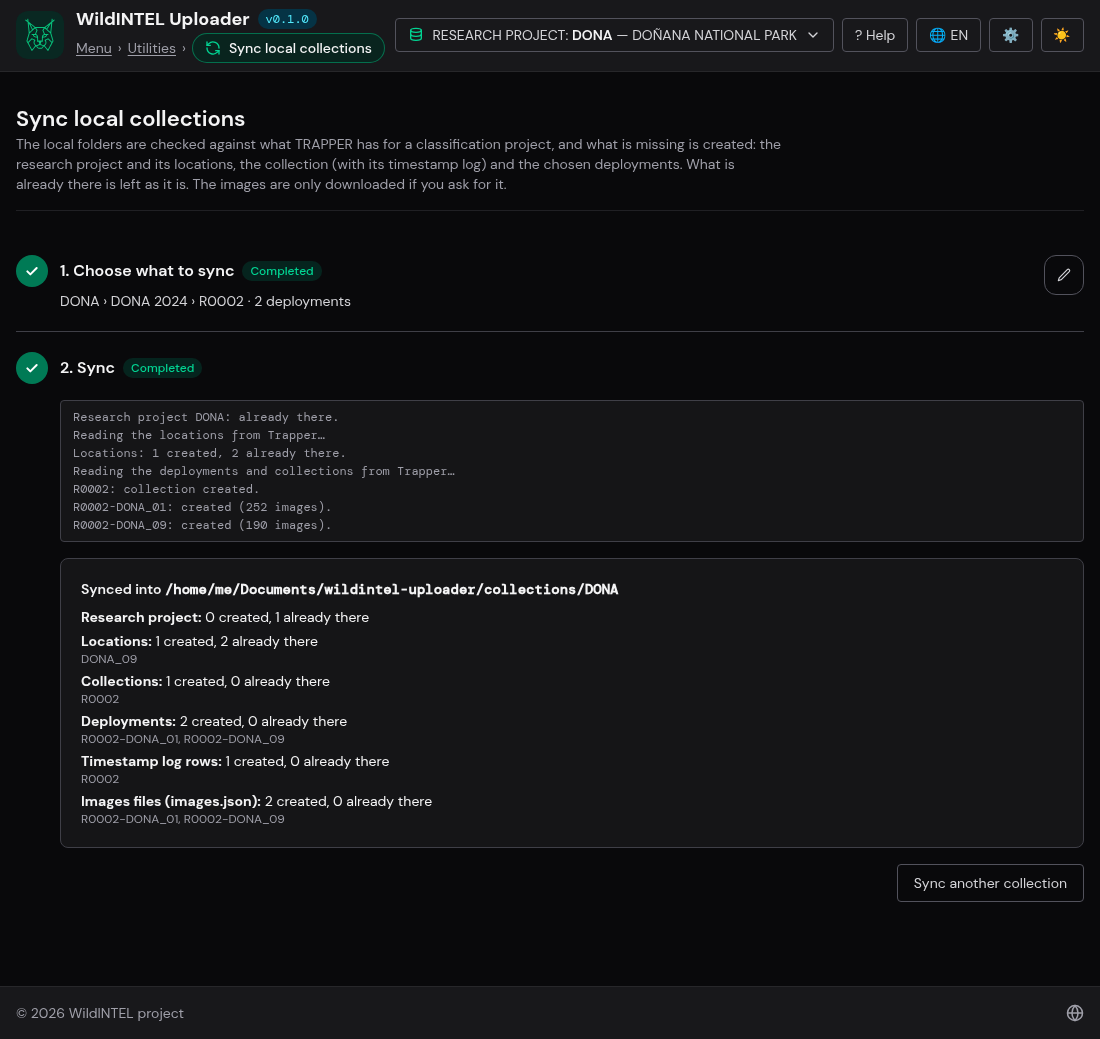 WildINTEL Uploader v0.1.0
Menu › Utilities › Sync local collections
RESEARCH PROJECT: DONA — DOÑANA NATIONAL PARK
? Help
EN
Sync local collections
The local folders are checked against what TRAPPER has for a classification project, and what is missing is created: the
research project and its locations, the collection (with its timestamp log) and the chosen deployments. What is
already there is left as it is. The images are only downloaded if you ask for it.
1. Choose what to sync Completed
DONA › DONA 2024 › R0002 · 2 deployments
2. Sync Completed
Research project DONA: already there.
Reading the locations from Trapper…
Locations: 1 created, 2 already there.
Reading the deployments and collections from Trapper…
R0002: collection created.
R0002-DONA_01: created (252 images).
R0002-DONA_09: created (190 images).
Synced into /home/me/Documents/wildintel-uploader/collections/DONA
Research project: 0 created, 1 already there
Locations: 1 created, 2 already there
DONA_09
Collections: 1 created, 0 already there
R0002
Deployments: 2 created, 0 already there
R0002-DONA_01, R0002-DONA_09
Timestamp log rows: 1 created, 0 already there
R0002
Images files (images.json): 2 created, 0 already there
R0002-DONA_01, R0002-DONA_09
Sync another collection
© 2026 WildINTEL project